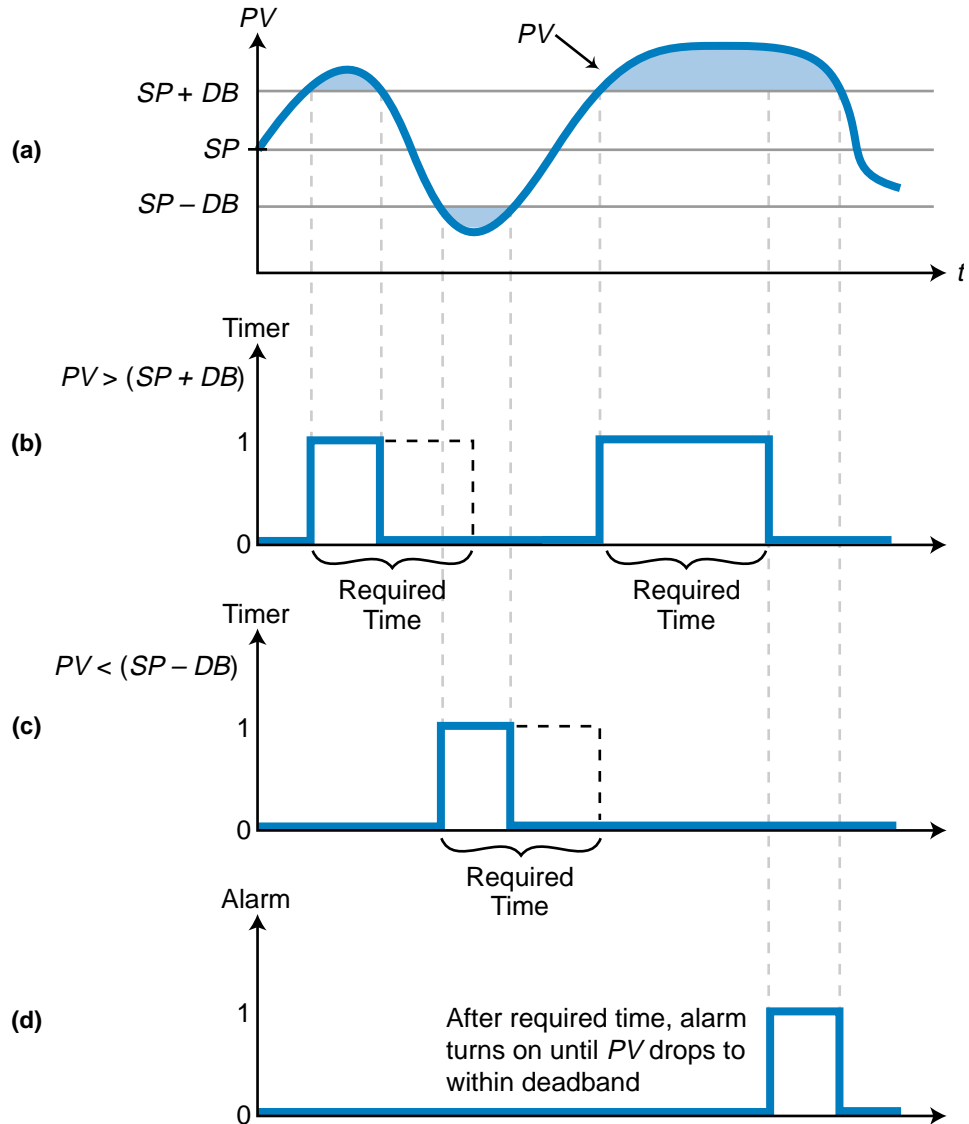 PV
PV
SP + DB
(a)
SP
SP – DB
t
Timer
PV > (SP + DB)
(b)
1
0
Required
Time
Required
Time
Timer
PV < (SP – DB)
(c)
1
0
Required
Time
Alarm
(d)
1
After required time, alarm
turns on until PV drops to
within deadband
0